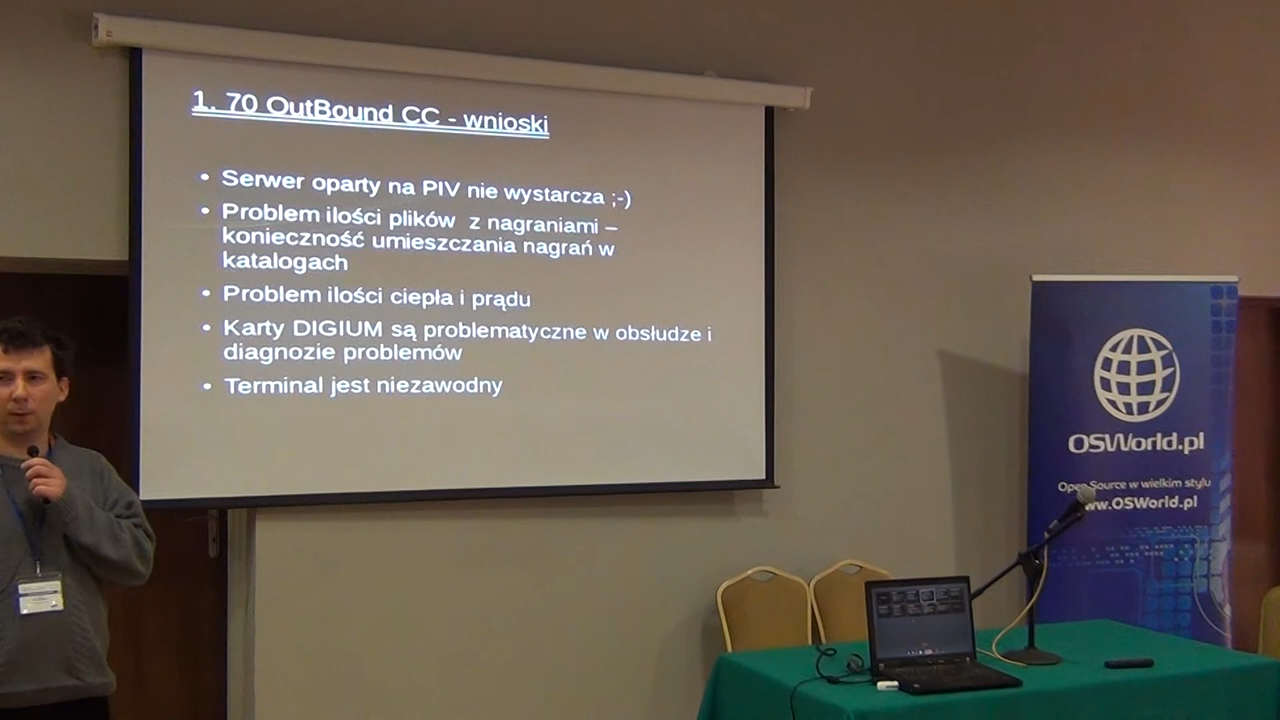 1. 70 OutBound CC - wnioski
• Serwer oparty na PIV nie wystarcza ;-)
• Problem ilości plików z nagraniami –
konieczność umieszczania nagrań w
katalogach
• Problem ilości ciepła i prądu
• Karty DIGIUM są problematyczne w obsłudze i
diagnozie problemów
• Terminal jest niezawodny
OSWorld.pl
Open Source w wielkim stylu
www.OSWorld.pl